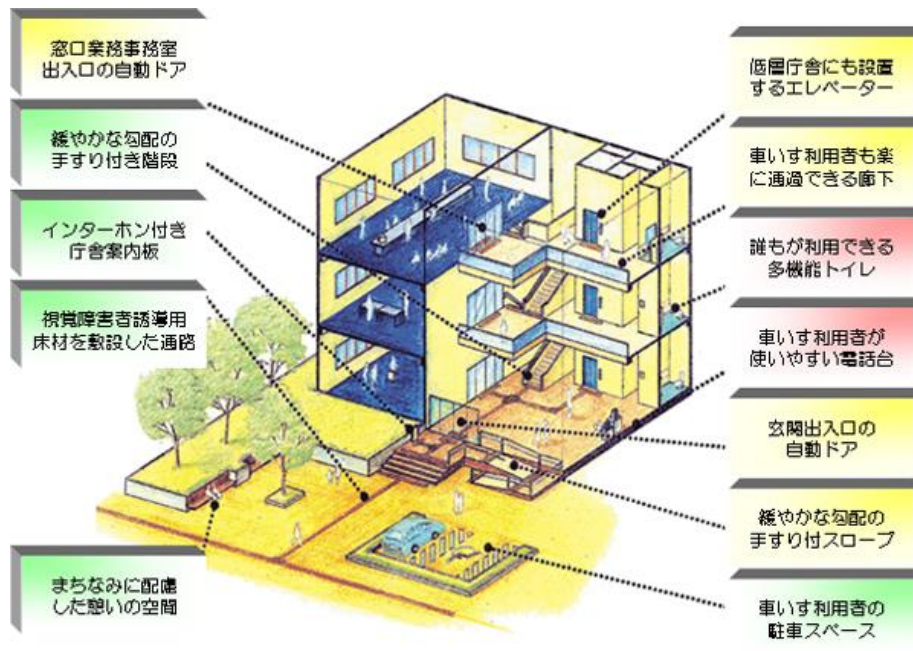 窓口業務事務室
出入口の自動ドア
緩やかな勾配の
手すり付き階段
インターホン付き
庁舎案内板
視覚障害者誘導用
床材を敷設した通路
まちなみに配慮
した憩いの空間
低層庁舎にも設置
するエレベーター
車いす利用者も楽
に通過できる廊下
誰もが利用できる
多機能トイレ
車いす利用者が
使いやすい電話台
玄関出入口の
自動ドア
緩やかな勾配の
手すり付スロープ
車いす利用者の
駐車スペース